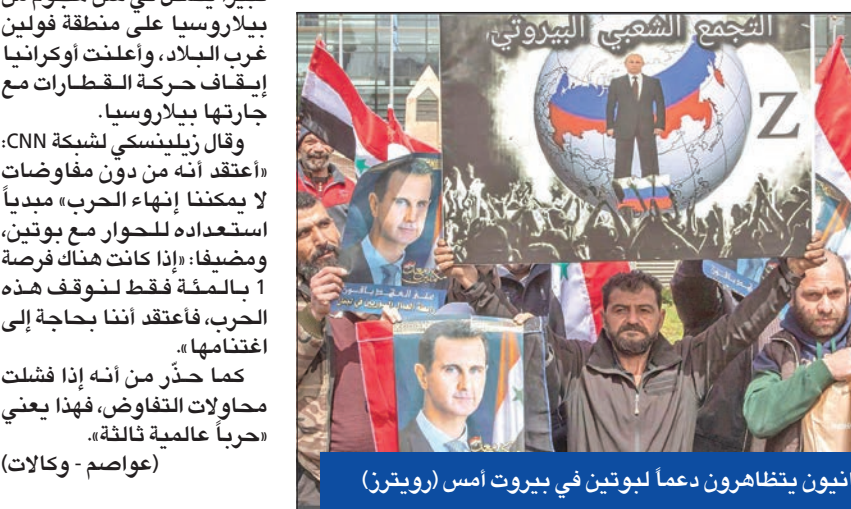 بيلاروسيا على منطقة فولين
غرب البلاد، وأعلنت أوكرانيا
إيقاف حركة القطارات مع
جارتها بيلاروسيا.
وقال زيلينسكي لشبكة CNN:
«أعتقد أنه من دون مفاوضات
لا يمكننا إنهاء الحرب» مبدياً
استعداده للحوار مع بوتين،
ومضيفا: «إذا كانت هناك فرصة
1 بالمئة فقط لنوقف هذه
الحرب، فأعتقد أننا بحاجة إلى
اغتنامها».
كما حذّر من أنه إذا فشلت
محاولات التفاوض، فهذا يعني
«حرباً عالمية ثالثة».
(عواصم - وكالات)
التجمع الشعبي البيروتي
Z
يتظاهرون دعماً لبوتين في بيروت أمس (رويترز)